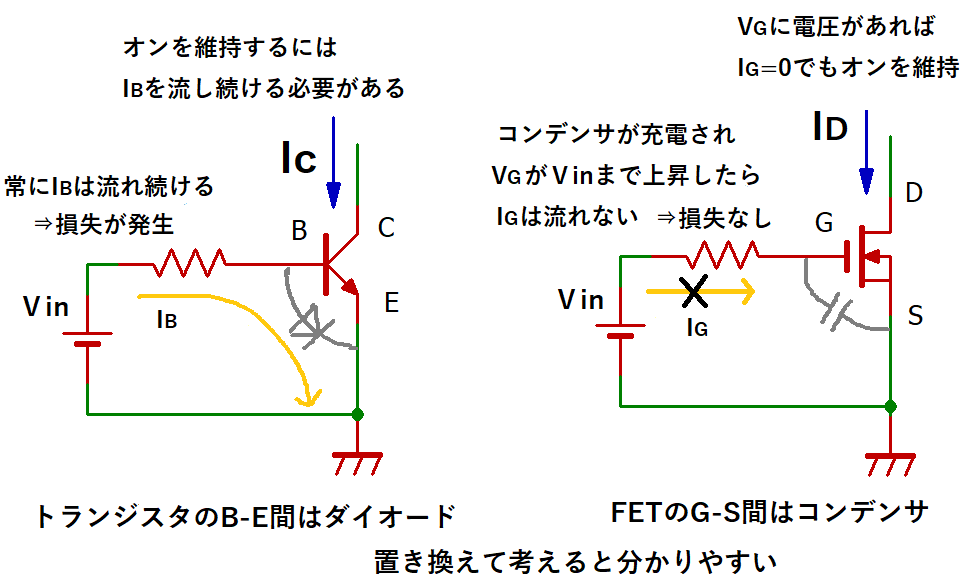 オンを維持するには
IBを流し続ける必要がある
Ic
常にIBは流れ続ける
⇒損失が発生
B
C
E
Vin
IB
トランジスタのB-E間はダイオード
VGに電圧があれば
IG=0でもオンを維持
ID
コンデンサが充電され
VGがVinまで上昇したら
IGは流れない ⇒損失なし
D
G
S
Vin
IG
FETのG-S間はコンデンサ
置き換えて考えると分かりやすい